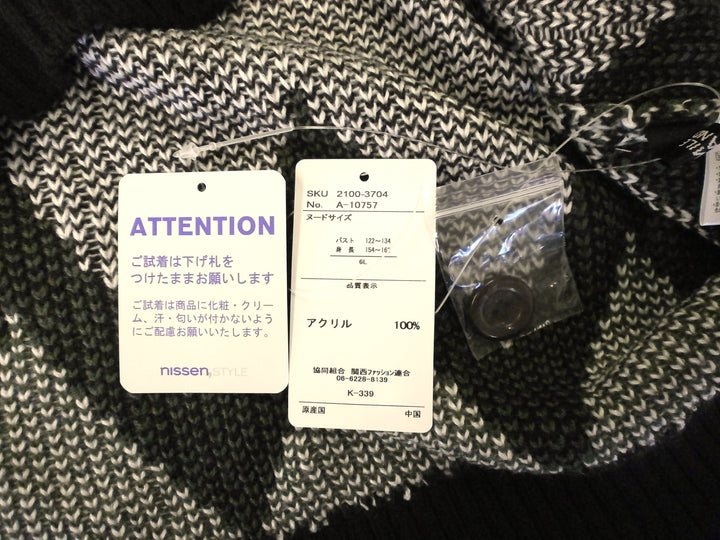 ATTENTION
ご試着は下げ札を
つけたままお願いします
ご試着は商品に化粧・クリー
ム、汗・匂いが付かないよう
にご配慮お願いいたします。
nissen, STYLE
SKU 2100-3704
No. A-10757
ヌードサイズ
バスト 122～134
身長 154～16
6L
品質表示
アクリル 100%
協同組合 関西ファッション連合
06-6228-8139
K-339
原産国 中国